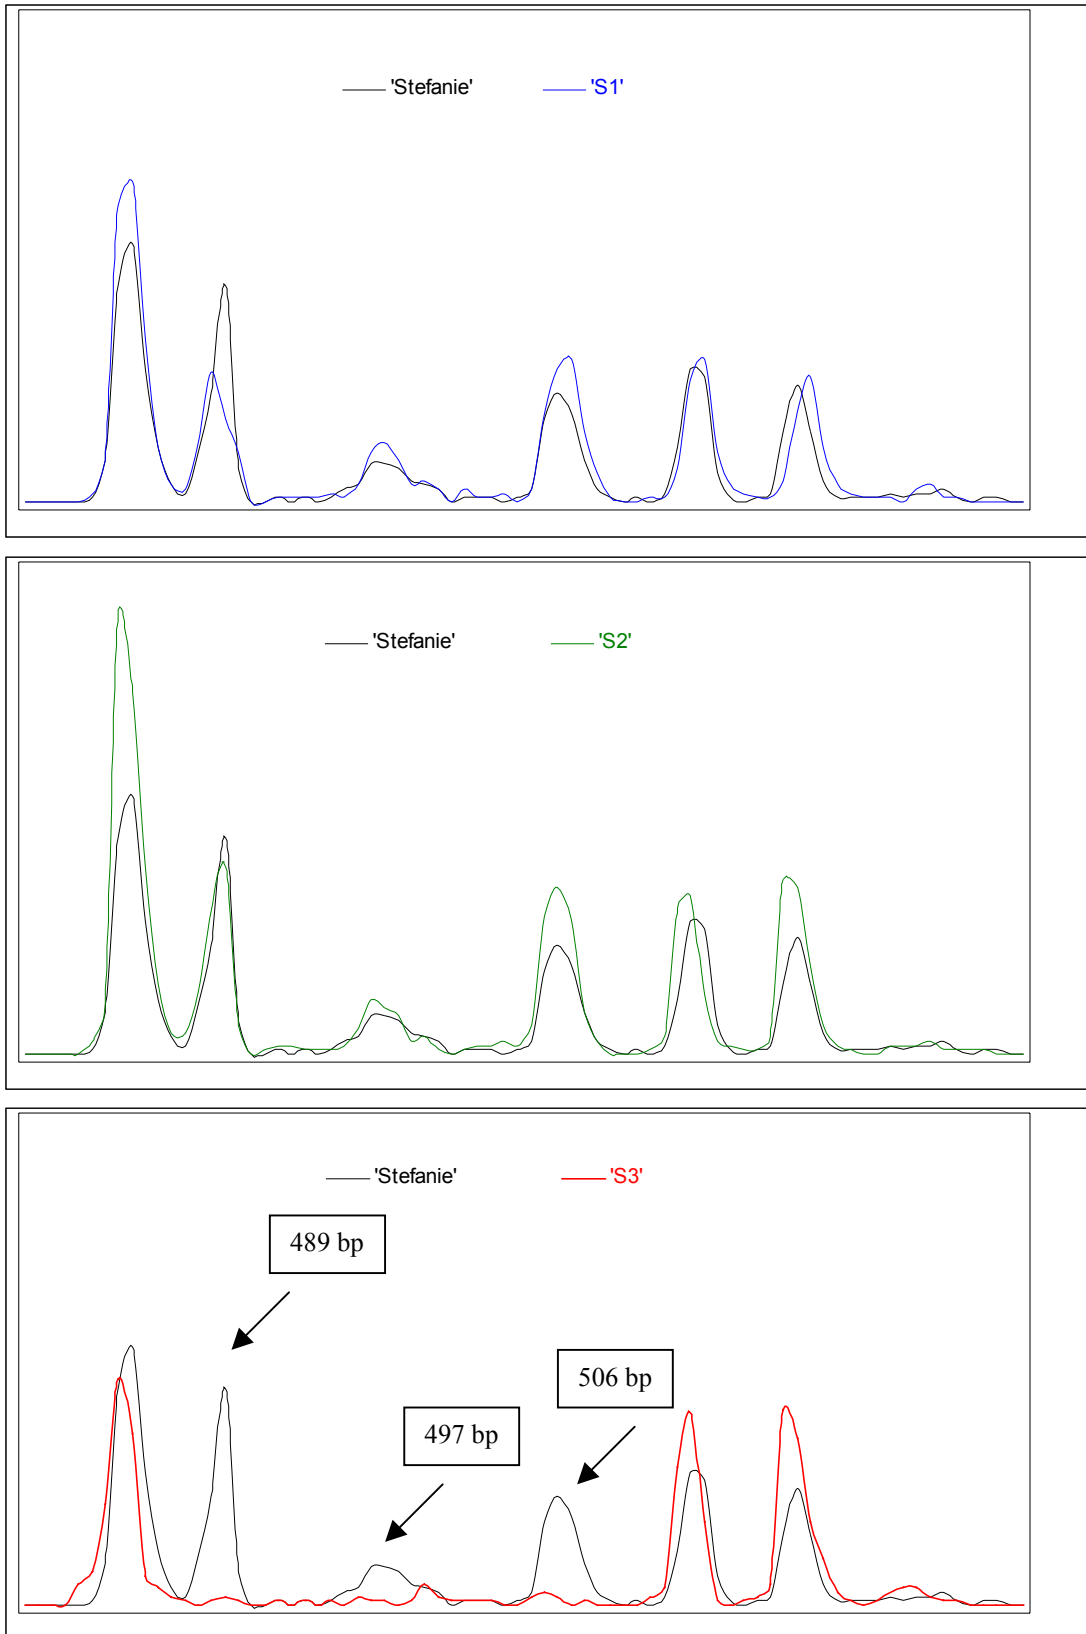 'Stefanie' 'S1'
'Stefanie' 'S2'
'Stefanie' 'S3'
489 bp
506 bp
497 bp